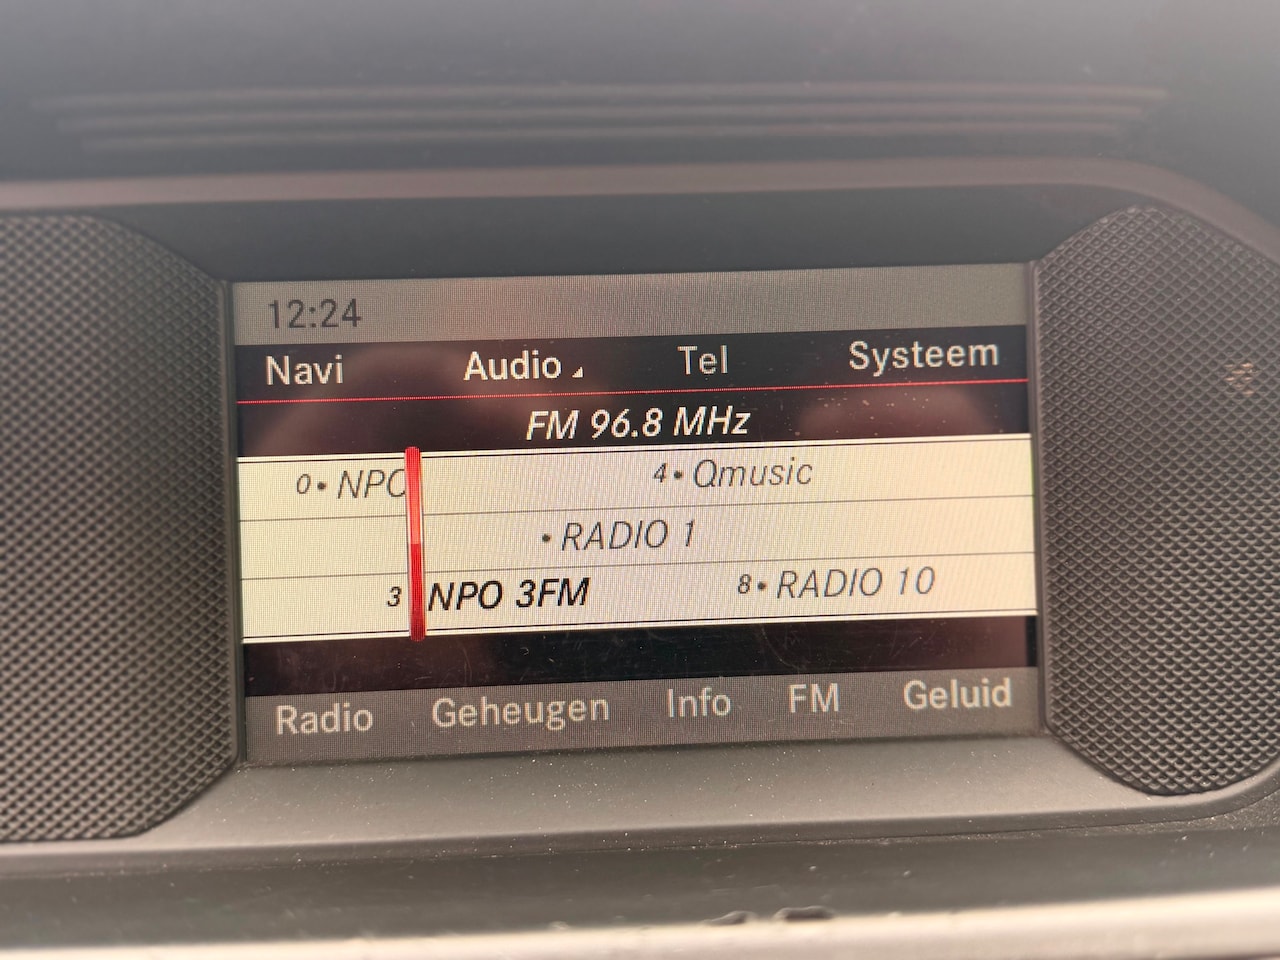 12:24
Navi Audio Tel Systeem
FM 96.8 MHz
0• NPO 4• Qmusic
• RADIO 1
3 NPO 3FM 8• RADIO 10
Radio Geheugen Info FM Geluid